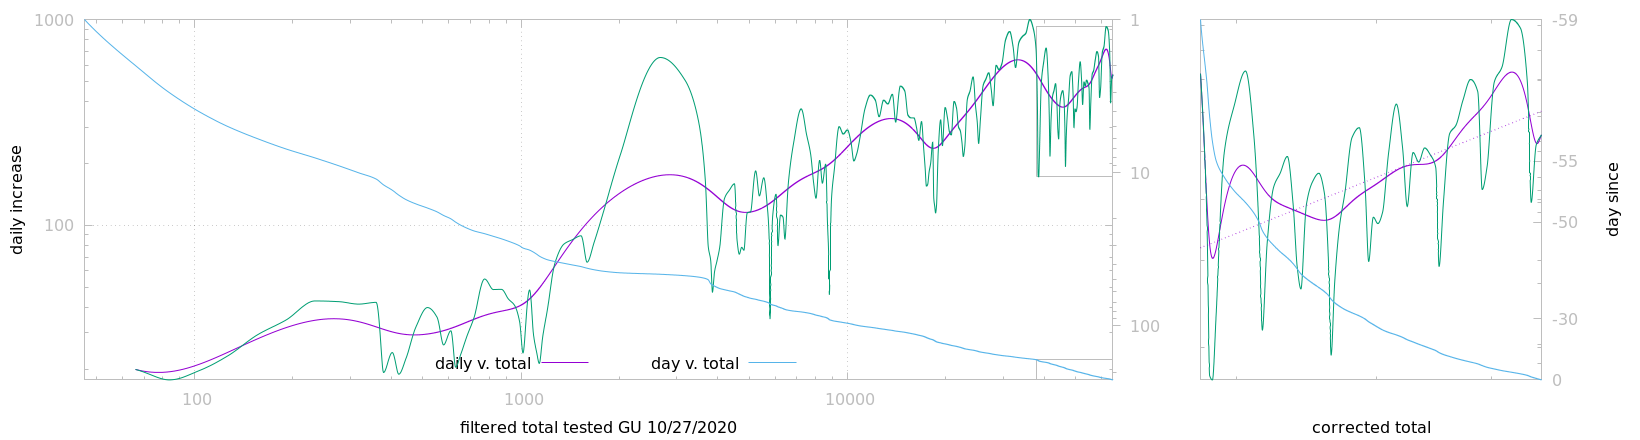 1000
100
daily increase
100
1000
10000
1
10
100
daily v. total
day v. total
filtered total tested GU 10/27/2020
-59
-55
-50
-30
0
day since
corrected total